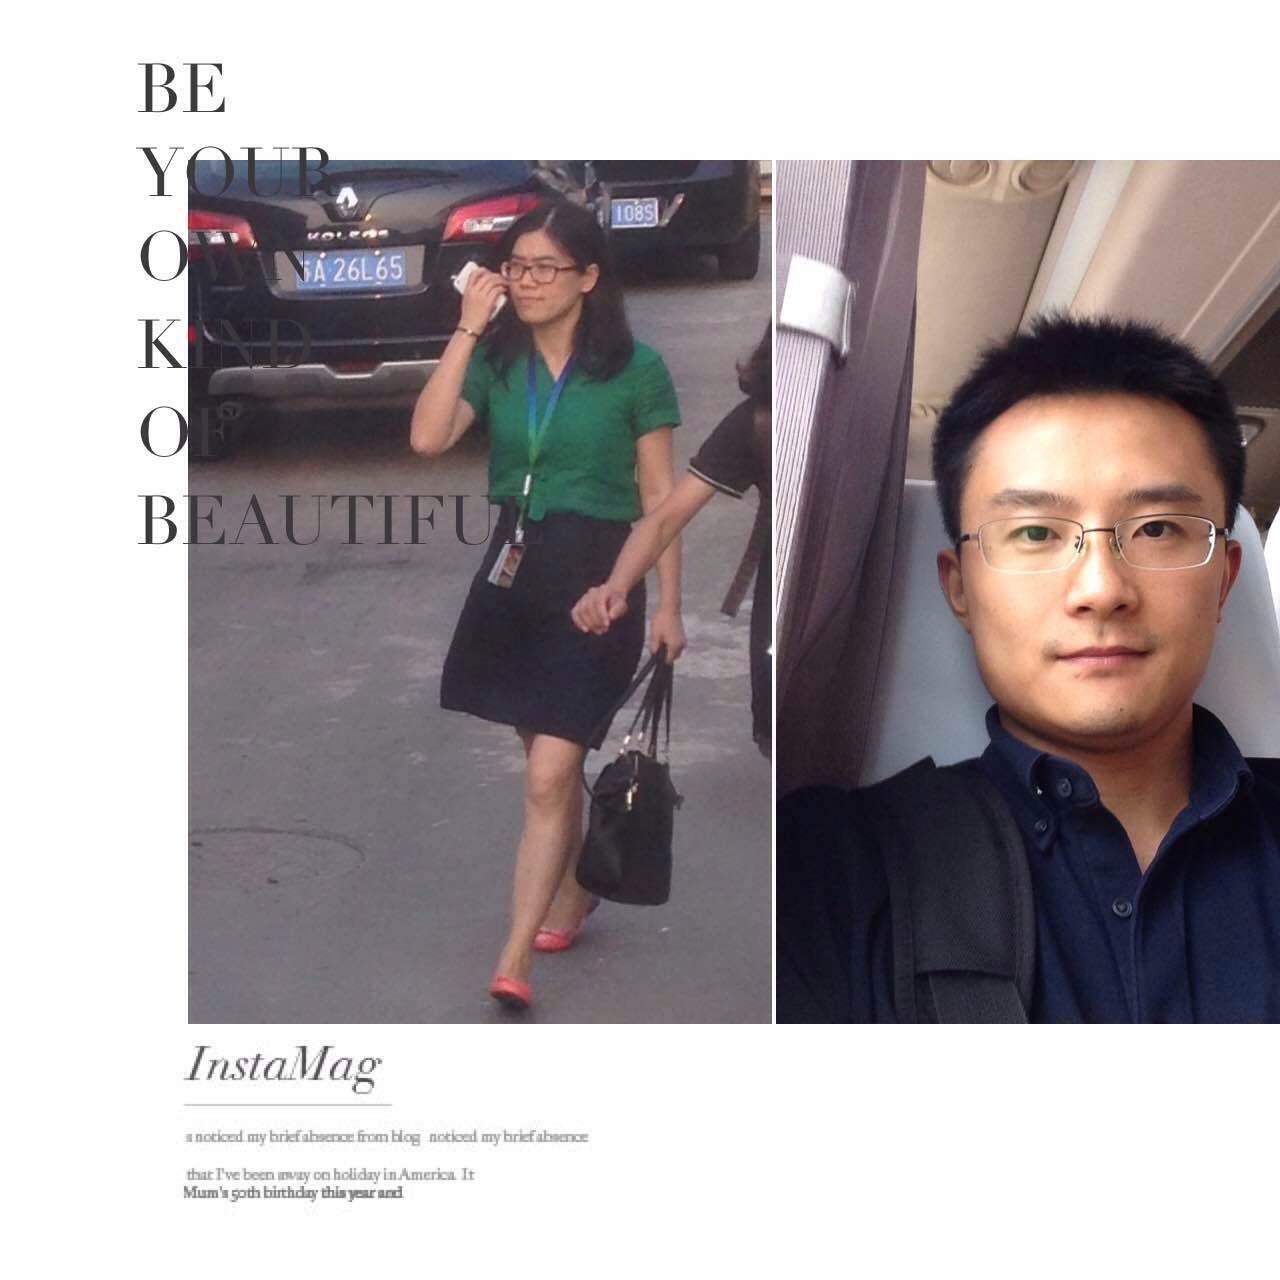 BE
YOUR
OWN
KIND
OF
BEAUTIFUL
KOLEOS
A·26L65
108S
InstaMag
s noticed my brief absence from blog noticed my brief absence
that I've been away on holiday in America. It
Mum's 50th birthday this year and